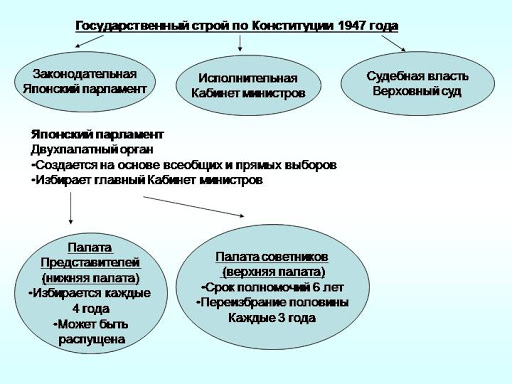 Государственный строй по Конституции 1947 года
Законодательная
Японский парламент
Исполнительная
Кабинет министров
Судебная власть
Верховный суд
Японский парламент
Двухпалатный орган
•Создается на основе всеобщих и прямых выборов
•Избирает главный Кабинет министров
Палата
Представителей
(нижняя палата)
•Избирается каждые
4 года
•Может быть
распущена
Палата советников
(верхняя палата)
•Срок полномочий 6 лет
•Переизбрание половины
Каждые 3 года